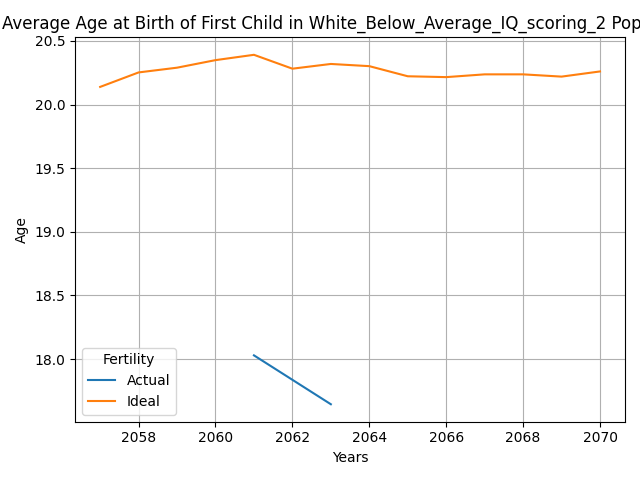 Average Age at Birth of First Child in White_Below_Average_IQ_scoring_2 Pop
20.5
20.0
19.5
19.0
18.5
18.0
Age
Fertility
Actual
Ideal
2058 2060 2062 2064 2066 2068 2070
Years